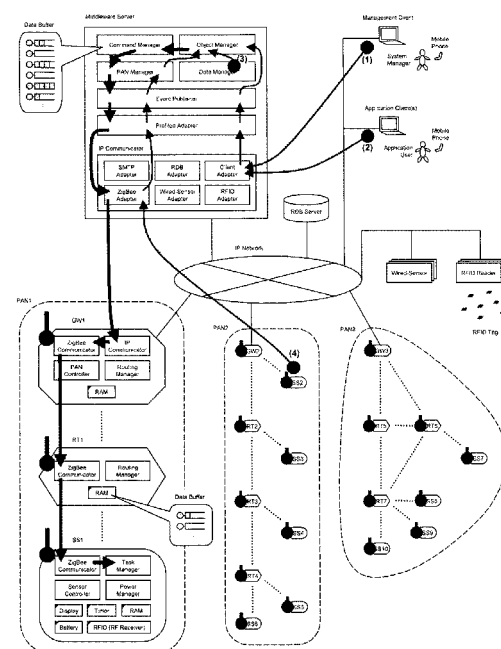 Middleware Server
Data Buffer
Command Manager
Object Manager
PAN Manager
Data Manager
(3)
Event Publisher
Profiled Adapter
IP Communicator
SMTP Adapter
RDB Adapter
Client Adapter
ZigBee Adapter
Wired-Sensor Adapter
RFID Adapter
Management Client
(1)
System Manager
Mobile Phone
Application Client(s)
(2)
Application User
Mobile Phone
RDB Server
IP Network
Wired-Sensor
RFID Reader
RFID Tag
PAN1
GW1
ZigBee Communicator
IP Communicator
PAN Controller
Routing Manager
RAM
RT1
ZigBee Communicator
Routing Manager
RAM
Data Buffer
SS1
ZigBee Communicator
Task Manager
Sensor Controller
Power Manager
Display
Timer
RAM
Battery
RFID (RF Receiver)
PAN2
GW2
(4)
SS2
RT2
SS3
RT3
SS4
RT4
SS5
SS6
PAN3
GW3
RT5
RT6
SS7
RT7
SS8
SS9
SS10